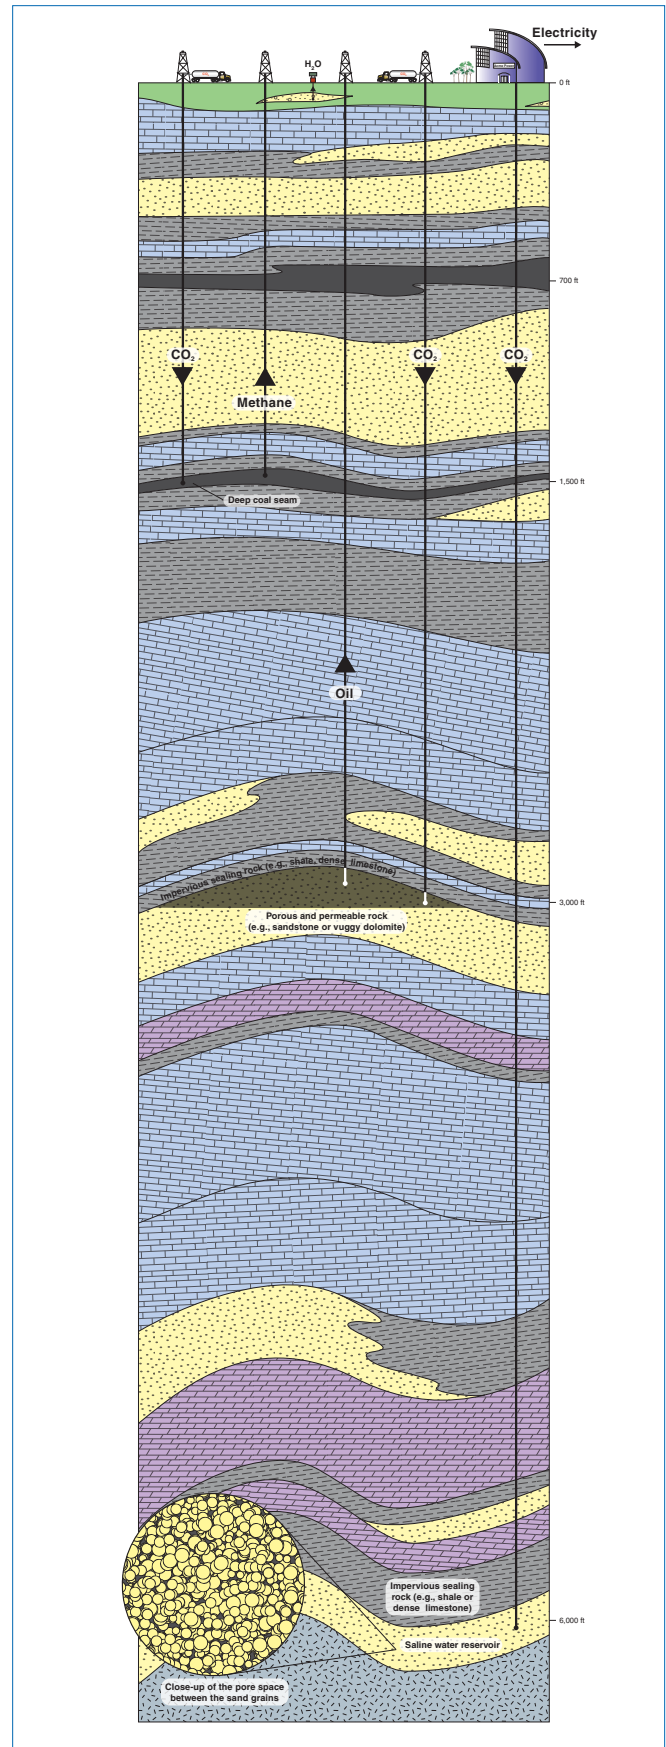 Electricity
H₂O
0 ft
700 ft
CO₂
CO₂
CO₂
Methane
1,500 ft
Deep coal seam
Oil
Impervious sealing rock (e.g., shale, dense limestone)
3,000 ft
Porous and permeable rock
(e.g., sandstone or vuggy dolomite)
Impervious sealing
rock (e.g., shale or
dense limestone)
6,000 ft
Saline water reservoir
Close-up of the pore space
between the sand grains